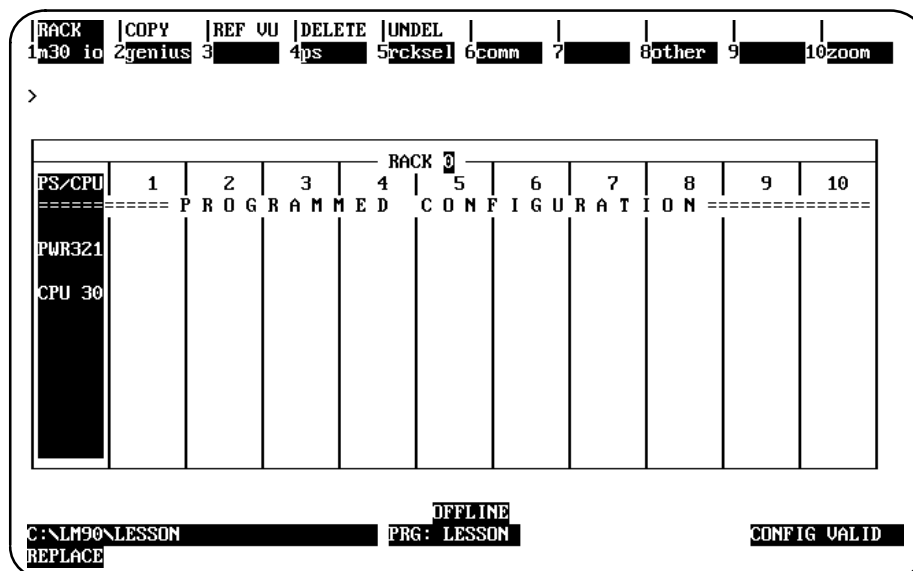 |RACK |COPY |REF VU |DELETE |UNDEL | | | | |
1m30 io 2genius 3 4ps 5rcksel 6comm 7 8other 9 10zoom
>
RACK 0
PS/CPU 1 2 3 4 5 6 7 8 9 10
====== ====== P R O G R A M M E D C O N F I G U R A T I O N ===============
PWR321
CPU 30
OFFLINE
C:\LM90\LESSON PRG: LESSON CONFIG VALID
REPLACE